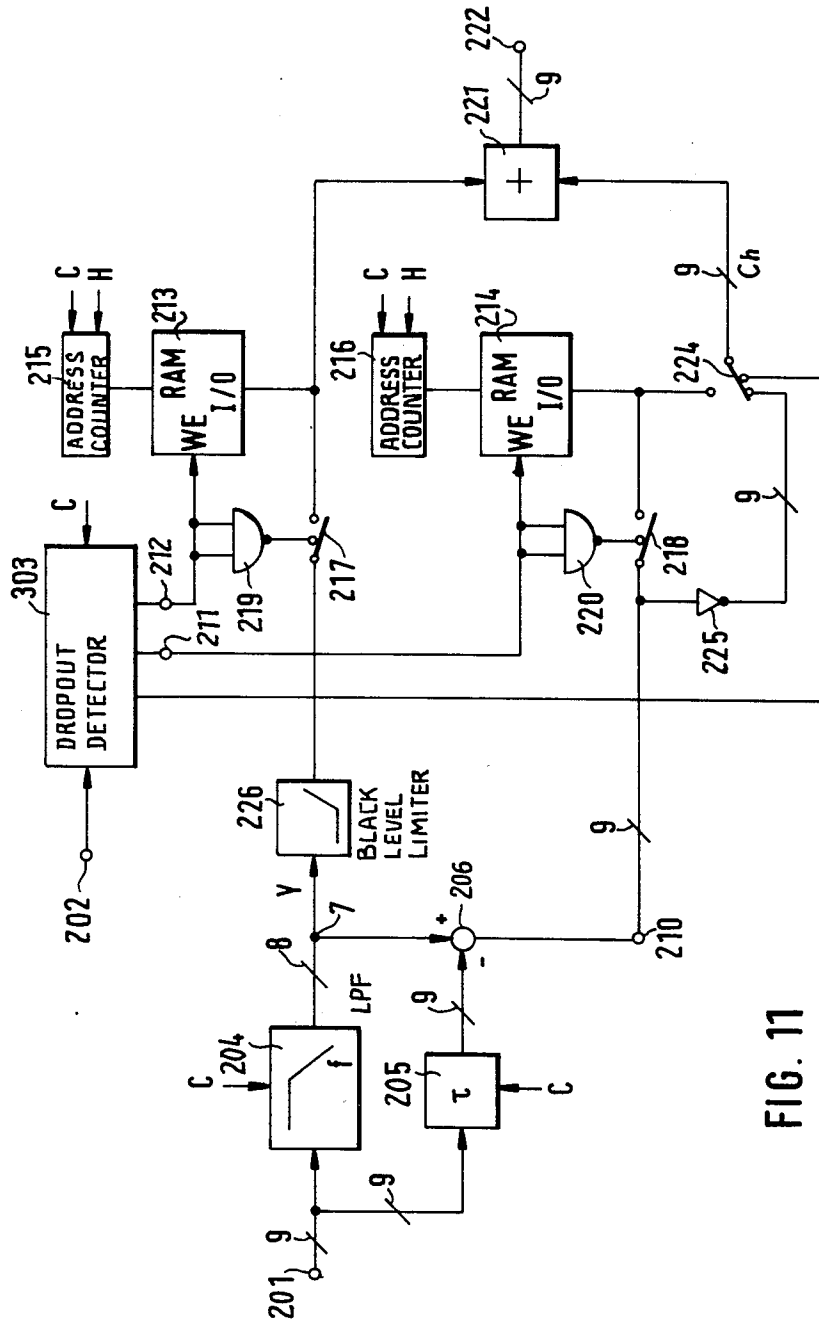 202
DROPOUT
DETECTOR
303
C
211
212
219
WE
RAM
I/O
213
ADDRESS
COUNTER
215
C
H
217
201
9
9
C
204
f
LPF
8
7
Y
226
BLACK
LEVEL
LIMITER
205
τ
C
9
+
-
206
210
9
220
WE
RAM
I/O
214
ADDRESS
COUNTER
216
C
H
218
225
9
224
9
Ch
221
+
9
222
FIG. 11